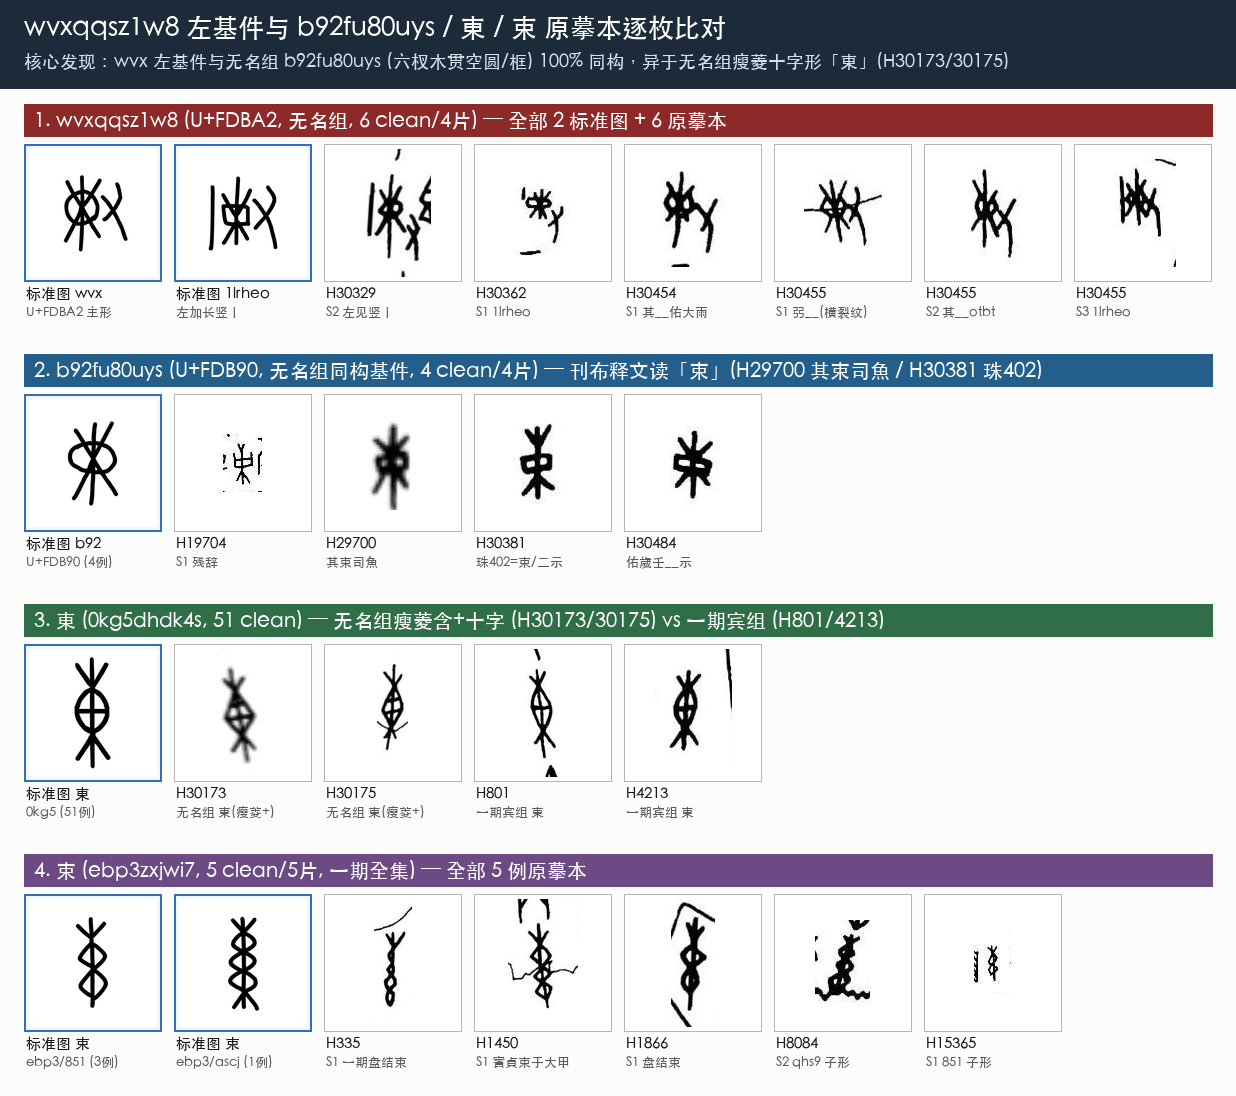 wvxqqsz1w8 左基件与 b92fu80uys / 東 / 束 原摹本逐枚比对
核心发现：wvx 左基件与无名组 b92fu80uys (六杈木贯空圆/框) 100% 同构，异于无名组瘦菱十字形「東」(H30173/30175)
1. wvxqqsz1w8 (U+FDBA2, 无名组, 6 clean/4片) — 全部 2 标准图 + 6 原摹本
标准图 wvx
U+FDBA2 主形
标准图 1lrheo
左加长竖丨
H30329
S2 左见竖丨
H30362
S1 1lrheo
H30454
S1 其__佑大雨
H30455
S1 弜__(横裂纹)
H30455
S2 其__otbt
H30455
S3 1lrheo
2. b92fu80uys (U+FDB90, 无名组同构基件, 4 clean/4片) — 刊布释文读「束」(H29700 其束司魚 / H30381 珠402)
标准图 b92
U+FDB90 (4例)
H19704
S1 残辞
H29700
其束司魚
H30381
珠402=束/二示
H30484
佑歲壬__示
3. 東 (0kg5dhdk4s, 51 clean) — 无名组瘦菱含+十字 (H30173/30175) vs 一期宾组 (H801/4213)
标准图 東
0kg5 (51例)
H30173
无名组 東(瘦菱+)
H30175
无名组 東(瘦菱+)
H801
一期宾组 東
H4213
一期宾组 東
4. 束 (ebp3zxjwi7, 5 clean/5片, 一期全集) — 全部 5 例原摹本
标准图 束
ebp3/851 (3例)
标准图 束
ebp3/ascj (1例)
H335
S1 一期盘结束
H1450
S1 賓貞束于大甲
H1866
S1 盘结束
H8084
S2 qhs9 子形
H15365
S1 851 子形